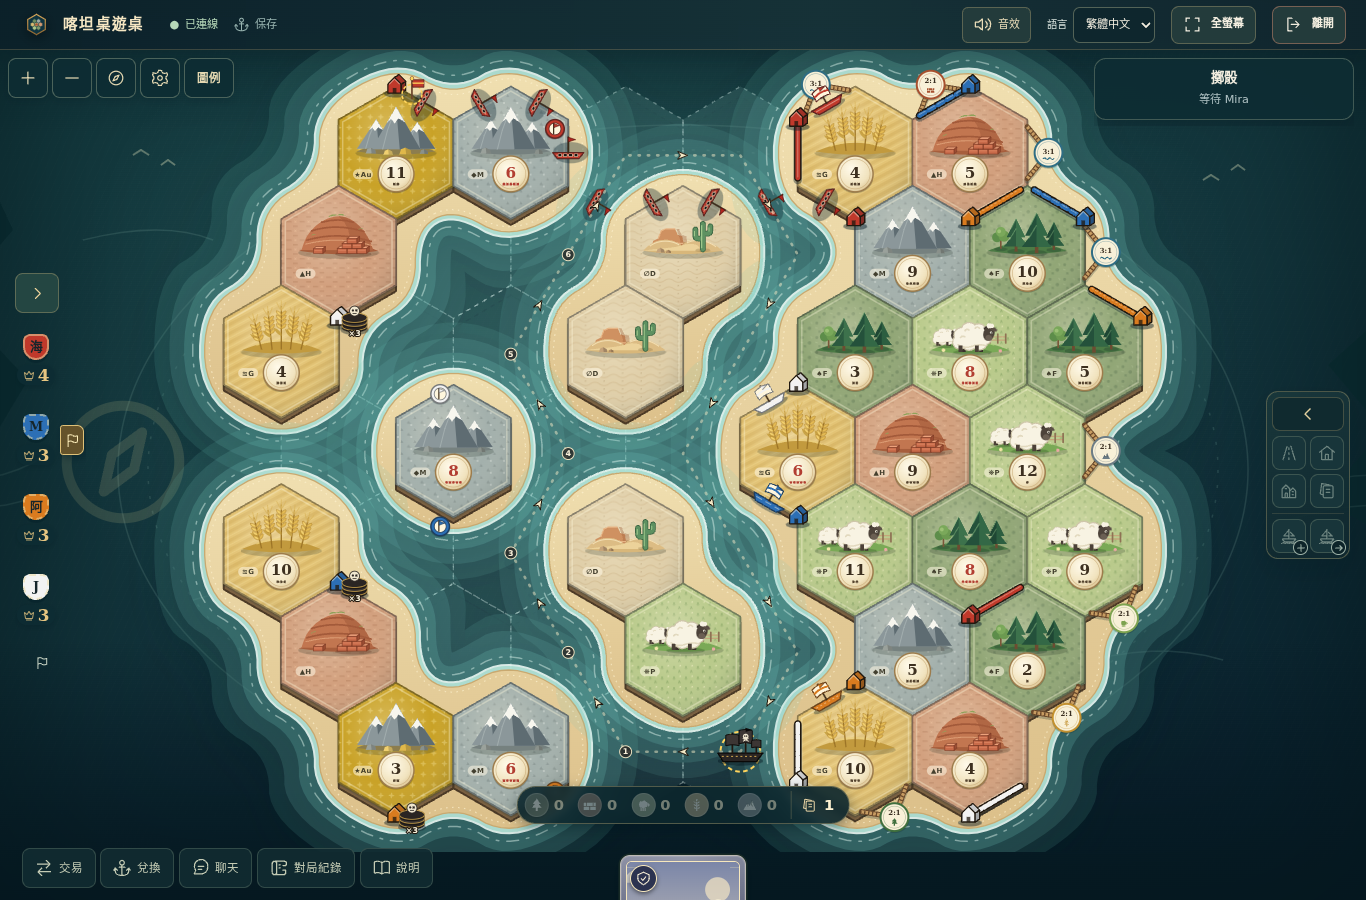 喀坦桌遊桌
已連線
保存
音效
語言
繁體中文
全螢幕
離開
圖例
擲骰
等待 Mira
海
4
M
3
阿
3
J
3
★Au 11
◆M 6
▲H
≋G 4
×3
◆M 8
≋G 10
×3
▲H
★Au 3
◆M 6
×3
∅D
∅D
∅D
❋P
6
5
4
3
2
1
3:1
2:1
3:1
3:1
2:1
2:1
2:1
2:1
≋G 4
▲H 5
◆M 9
♠F 10
♠F 3
❋P 8
♠F 5
≋G 6
▲H 9
❋P 12
❋P 11
♠F 8
❋P 9
◆M 5
♠F 2
≋G 10
▲H 4
0
0
0
0
0
1
交易
兌換
聊天
對局紀錄
說明